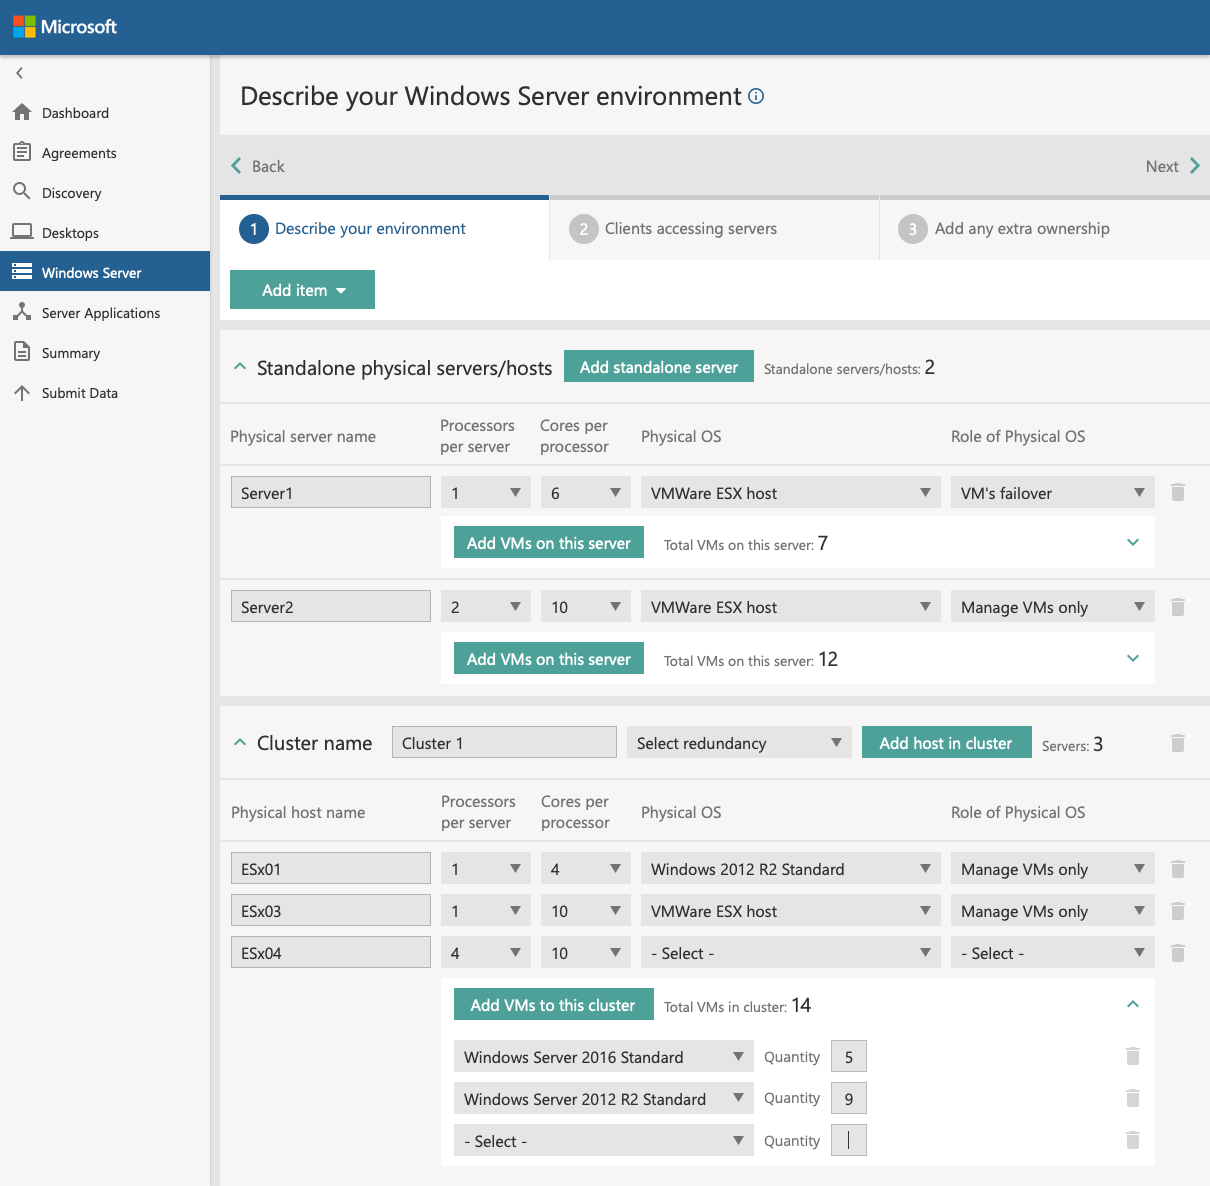 Microsoft
Describe your Windows Server environment
Dashboard
Agreements
Discovery
Desktops
Windows Server
Server Applications
Summary
Submit Data
Back
Next
1 Describe your environment
2 Clients accessing servers
3 Add any extra ownership
Add item
Standalone physical servers/hosts Add standalone server Standalone servers/hosts: 2
Physical server name
Processors per server
Cores per processor
Physical OS
Role of Physical OS
Server1 1 6 VMWare ESX host VM's failover
Add VMs on this server Total VMs on this server: 7
Server2 2 10 VMWare ESX host Manage VMs only
Add VMs on this server Total VMs on this server: 12
Cluster name Cluster 1 Select redundancy Add host in cluster Servers: 3
Physical host name
Processors per server
Cores per processor
Physical OS
Role of Physical OS
ESx01 1 4 Windows 2012 R2 Standard Manage VMs only
ESx03 1 10 VMWare ESX host Manage VMs only
ESx04 4 10 - Select - - Select -
Add VMs to this cluster Total VMs in cluster: 14
Windows Server 2016 Standard Quantity 5
Windows Server 2012 R2 Standard Quantity 9
- Select - Quantity